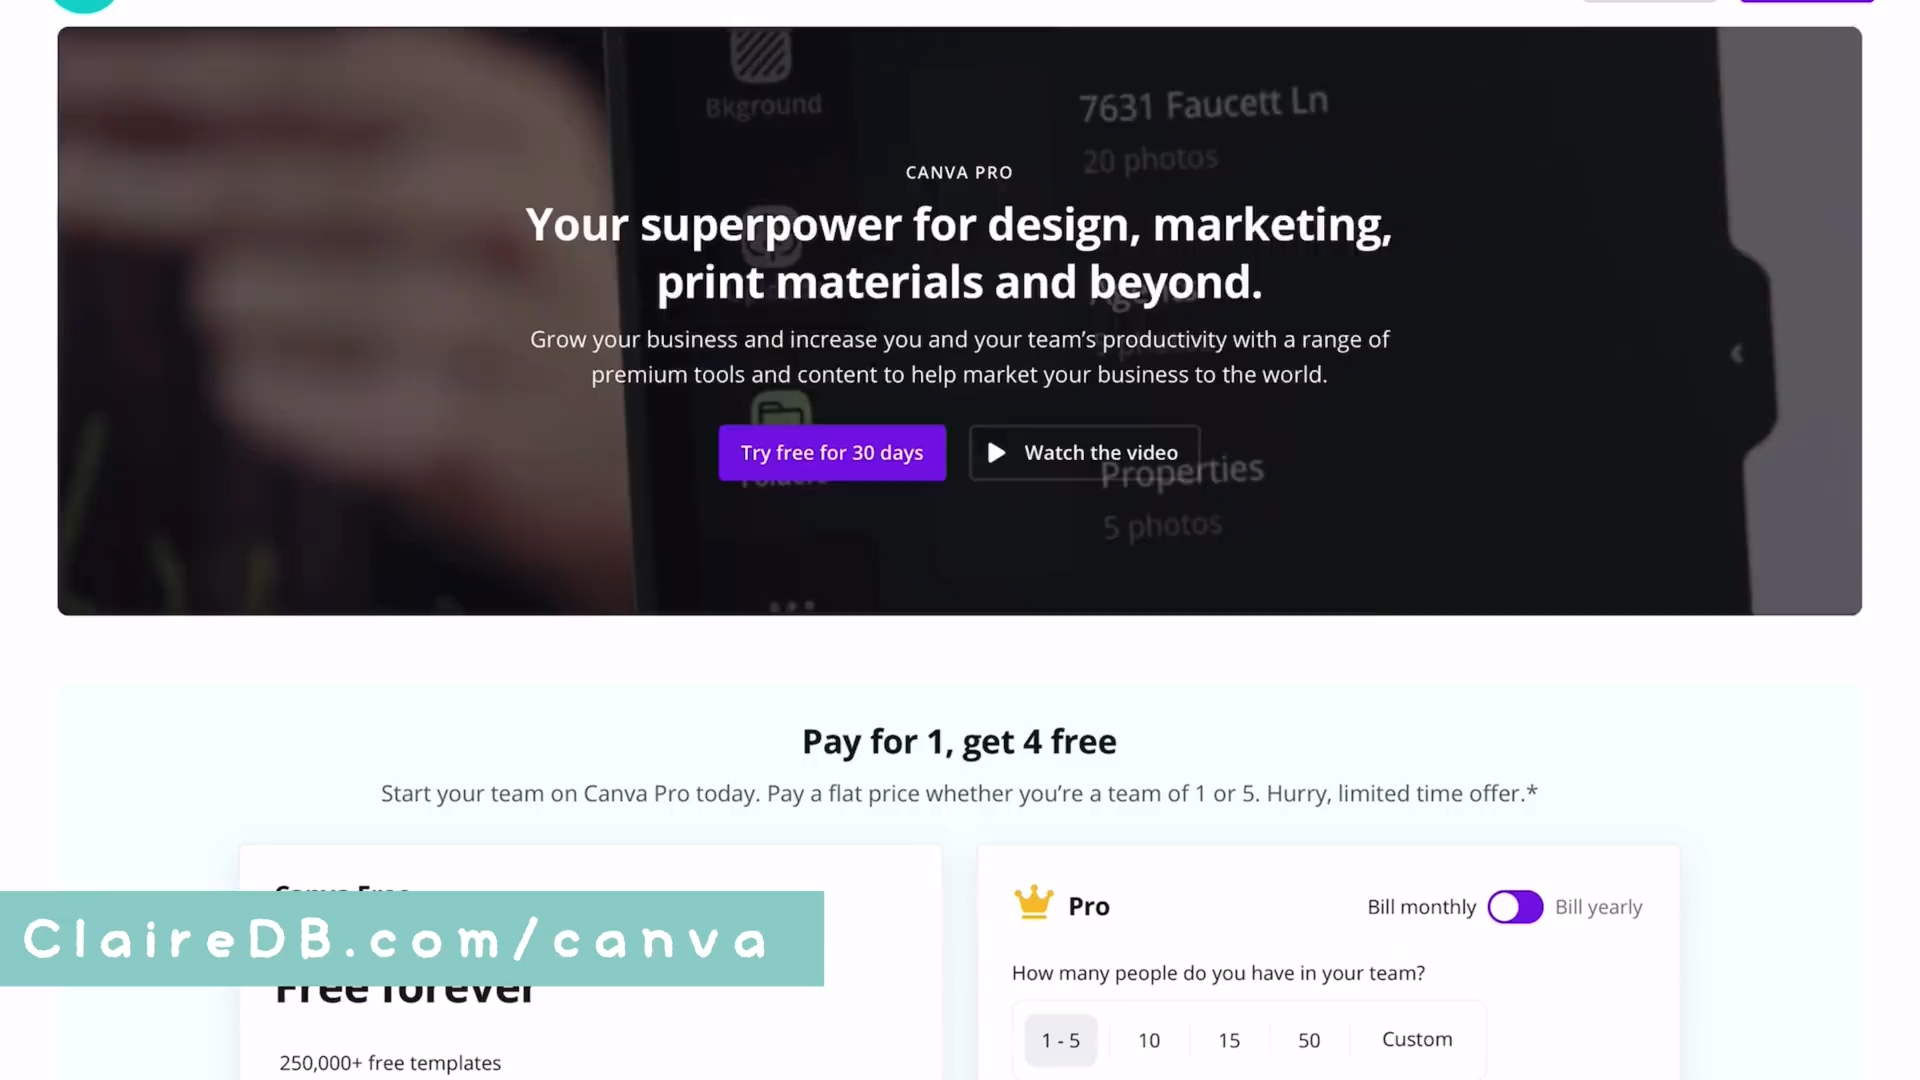 Bkground
7631 Faucett Ln
20 photos
CANVA PRO
Your superpower for design, marketing,
print materials and beyond.
Grow your business and increase you and your team’s productivity with a range of
premium tools and content to help market your business to the world.
Try free for 30 days
Watch the video
Properties
5 photos
Pay for 1, get 4 free
Start your team on Canva Pro today. Pay a flat price whether you’re a team of 1 or 5. Hurry, limited time offer.*
Canva Free
ClaireDB.com/canva
Free forever
250,000+ free templates
Pro
Bill monthly
Bill yearly
How many people do you have in your team?
1 - 5
10
15
50
Custom